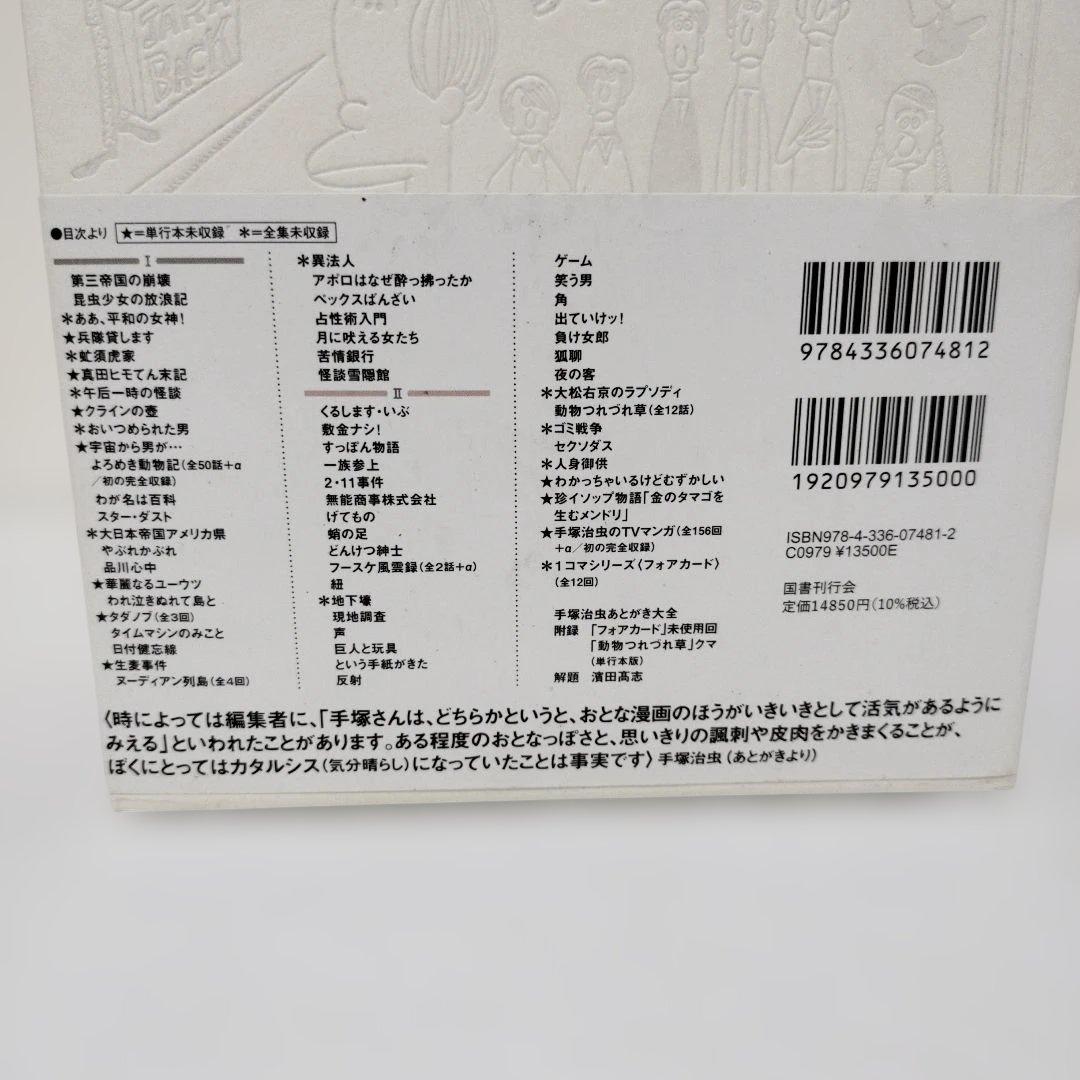 BACK
●目次より ★=単行本未収録 ＊=全集未収録
Ⅰ
第三帝国の崩壊
昆虫少女の放浪記
＊ああ、平和の女神！
★兵隊貸します
＊虻須虎家
★真田ヒモてん末記
＊午后一時の怪談
★クラインの壺
＊おいつめられた男
★宇宙から男が…
よろめき動物記（全50話＋α
／初の完全収録）
わが名は百科
スター・ダスト
＊大日本帝国アメリカ県
やぶれかぶれ
品川心中
★華麗なるユーウツ
われ泣きぬれて島と
★タダノブ（全3回）
タイムマシンのみこと
日付健忘線
★生麦事件
ヌーディアン列島（全4回）
＊異法人
アポロはなぜ酔っ拂ったか
ペックスばんざい
占性術入門
月に吠える女たち
苦情銀行
怪談雪隠館
Ⅱ
くるします・いぶ
敷金ナシ！
すっぽん物語
一族参上
2・11事件
無能商事株式会社
げてもの
蛸の足
どんけつ紳士
フースケ風雲録（全2話＋α）
紐
＊地下壕
現地調査
声
巨人と玩具
という手紙がきた
反射
ゲーム
笑う男
角
出ていけッ！
負け女郎
狐聊
夜の客
＊大松右京のラプソディ
動物つれづれ草（全12話）
＊ゴミ戦争
セクソダス
＊人身御供
★わかっちゃいるけどむずかしい
★珍イソップ物語「金のタマゴを
生むメンドリ」
★手塚治虫のTVマンガ（全156回
＋α／初の完全収録）
＊1コマシリーズ〈フォアカード〉
（全12回）
手塚治虫あとがき大全
附録 「フォアカード」未使用回
「動物つれづれ草」クマ
（単行本版）
解題 濱田髙志
9784336074812
1920979135000
ISBN978-4-336-07481-2
C0979 ¥13500E
国書刊行会
定価14850円（10%税込）
〈時によっては編集者に、「手塚さんは、どちらかというと、おとな漫画のほうがいきいきとして活気があるように
みえる」といわれたことがあります。ある程度のおとなっぽさと、思いきりの諷刺や皮肉をかきまくることが、
ぼくにとってはカタルシス（気分晴らし）になっていたことは事実です〉手塚治虫（あとがきより）